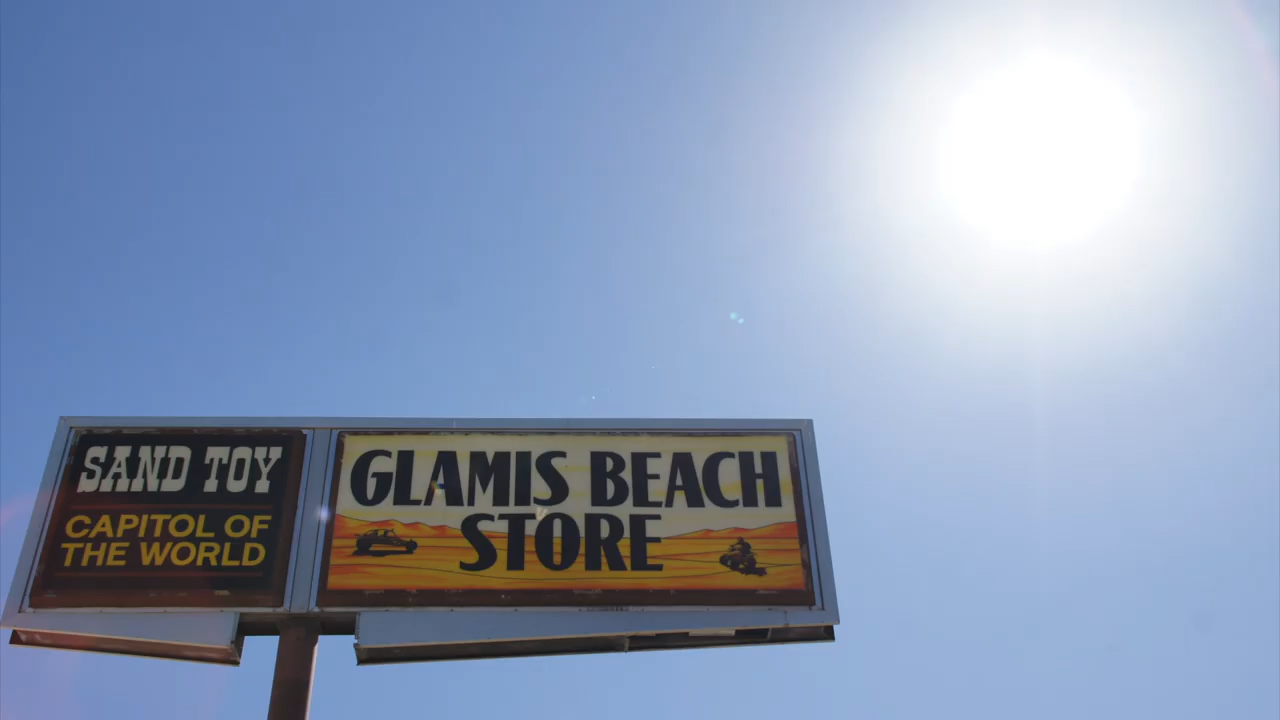 SAND TOY
CAPITOL OF
THE WORLD
GLAMIS BEACH
STORE